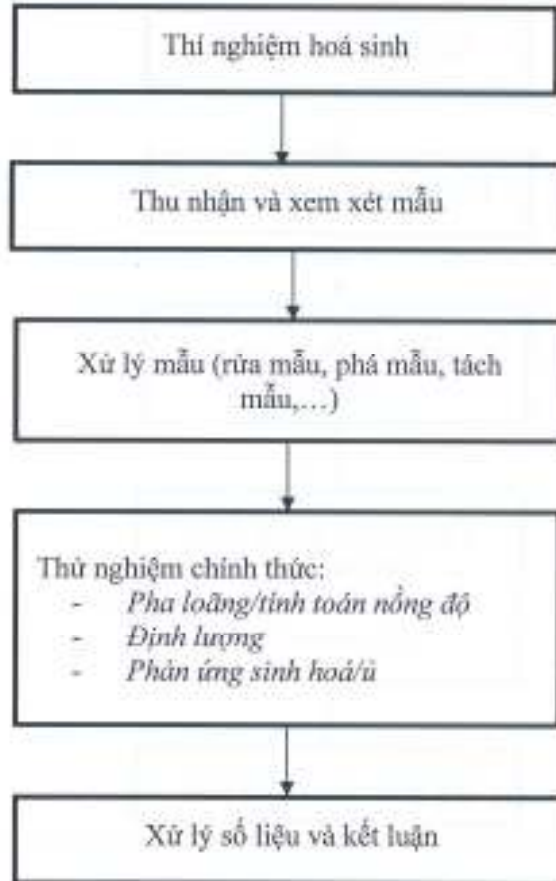 Thí nghiệm hoá sinh
Thu nhận và xem xét mẫu
Xử lý mẫu (rửa mẫu, phá mẫu, tách
mẫu,…)
Thử nghiệm chính thức:
- Pha loãng/tính toán nồng độ
- Định lượng
- Phản ứng sinh hoá/ủ
Xử lý số liệu và kết luận